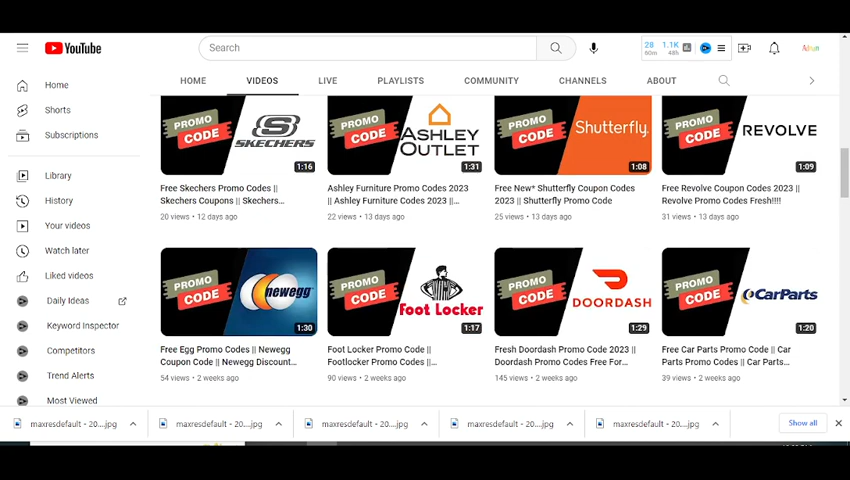 YouTube
Search
28 1.1K
60m 48h
Adnan
HOME VIDEOS LIVE PLAYLISTS COMMUNITY CHANNELS ABOUT
Home
Shorts
Subscriptions
Library
History
Your videos
Watch later
Liked videos
Daily Ideas
Keyword Inspector
Competitors
Trend Alerts
Most Viewed
PROMO CODE SKECHERS 1:16
PROMO CODE ASHLEY OUTLET 1:31
PROMO CODE Shutterfly. 1:08
PROMO CODE REVOLVE 1:09
Free Skechers Promo Codes ||
Skechers Coupons || Skechers...
20 views • 12 days ago
Ashley Furniture Promo Codes 2023
|| Ashley Furniture Codes 2023 ||...
22 views • 13 days ago
Free New* Shutterfly Coupon Codes
2023 || Shutterfly Promo Code
25 views • 13 days ago
Free Revolve Coupon Codes 2023 ||
Revolve Promo Codes Fresh!!!!
31 views • 13 days ago
PROMO CODE newegg 1:30
PROMO CODE Foot Locker 1:17
PROMO CODE DOORDASH 1:29
PROMO CODE CarParts 1:20
Free Egg Promo Codes || Newegg
Coupon Code || Newegg Discount...
54 views • 2 weeks ago
Foot Locker Promo Code ||
Footlocker Promo Codes ||...
90 views • 2 weeks ago
Fresh Doordash Promo Code 2023 ||
Doordash Promo Codes Free For...
145 views • 2 weeks ago
Free Car Parts Promo Code || Car
Parts Promo Codes || Car Parts...
39 views • 2 weeks ago
maxresdefault - 20....jpg maxresdefault - 20....jpg maxresdefault - 20....jpg maxresdefault - 20....jpg maxresdefault - 20....jpg Show all